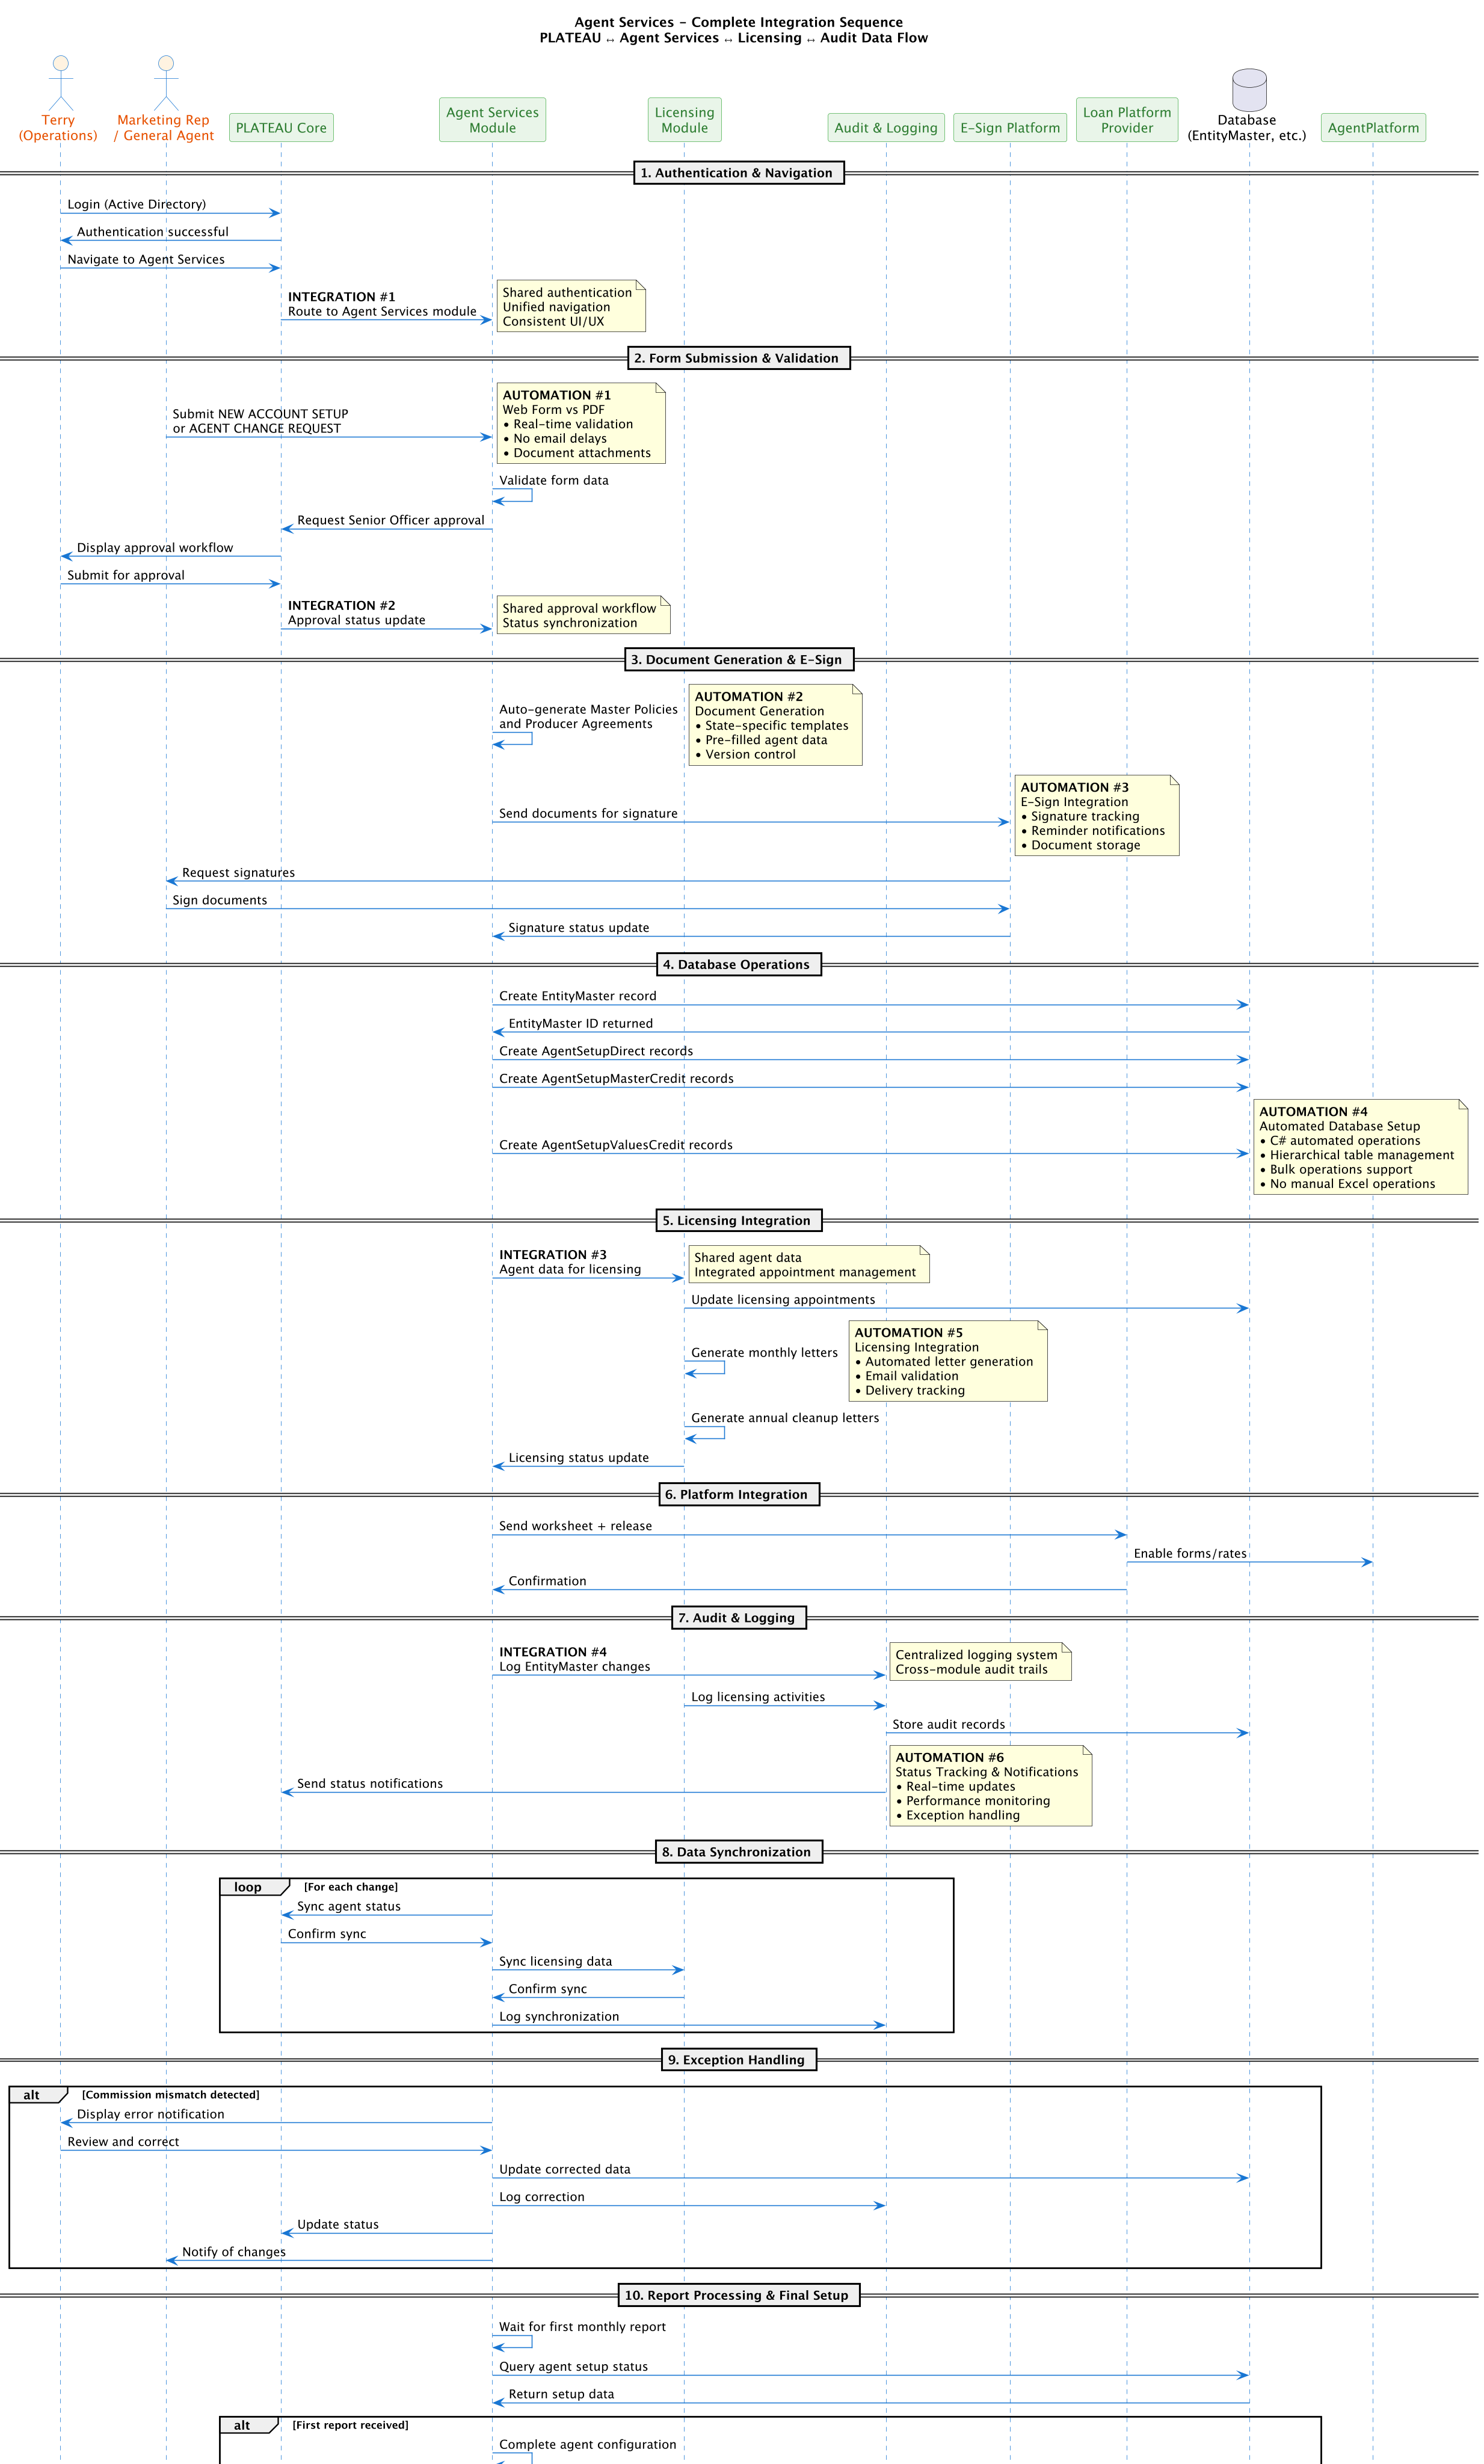 Agent Services - Complete Integration Sequence
PLATEAU ↔ Agent Services ↔ Licensing ↔ Audit Data Flow
Terry
(Operations)
Marketing Rep
/ General Agent
PLATEAU Core
Agent Services
Module
Licensing
Module
Audit & Logging
E-Sign Platform
Loan Platform
Provider
Database
(EntityMaster, etc.)
AgentPlatform
1. Authentication & Navigation
Login (Active Directory)
Authentication successful
Navigate to Agent Services
INTEGRATION #1
Route to Agent Services module
Shared authentication
Unified navigation
Consistent UI/UX
2. Form Submission & Validation
Submit NEW ACCOUNT SETUP
or AGENT CHANGE REQUEST
AUTOMATION #1
Web Form vs PDF
• Real-time validation
• No email delays
• Document attachments
Validate form data
Request Senior Officer approval
Display approval workflow
Submit for approval
INTEGRATION #2
Approval status update
Shared approval workflow
Status synchronization
3. Document Generation & E-Sign
Auto-generate Master Policies
and Producer Agreements
AUTOMATION #2
Document Generation
• State-specific templates
• Pre-filled agent data
• Version control
Send documents for signature
AUTOMATION #3
E-Sign Integration
• Signature tracking
• Reminder notifications
• Document storage
Request signatures
Sign documents
Signature status update
4. Database Operations
Create EntityMaster record
EntityMaster ID returned
Create AgentSetupDirect records
Create AgentSetupMasterCredit records
Create AgentSetupValuesCredit records
AUTOMATION #4
Automated Database Setup
• C# automated operations
• Hierarchical table management
• Bulk operations support
• No manual Excel operations
5. Licensing Integration
INTEGRATION #3
Agent data for licensing
Shared agent data
Integrated appointment management
Update licensing appointments
Generate monthly letters
AUTOMATION #5
Licensing Integration
• Automated letter generation
• Email validation
• Delivery tracking
Generate annual cleanup letters
Licensing status update
6. Platform Integration
Send worksheet + release
Enable forms/rates
Confirmation
7. Audit & Logging
INTEGRATION #4
Log EntityMaster changes
Centralized logging system
Cross-module audit trails
Log licensing activities
Store audit records
Send status notifications
AUTOMATION #6
Status Tracking & Notifications
• Real-time updates
• Performance monitoring
• Exception handling
8. Data Synchronization
loop [For each change]
Sync agent status
Confirm sync
Sync licensing data
Confirm sync
Log synchronization
9. Exception Handling
alt [Commission mismatch detected]
Display error notification
Review and correct
Update corrected data
Log correction
Update status
Notify of changes
10. Report Processing & Final Setup
Wait for first monthly report
Query agent setup status
Return setup data
alt [First report received]
Complete agent configuration